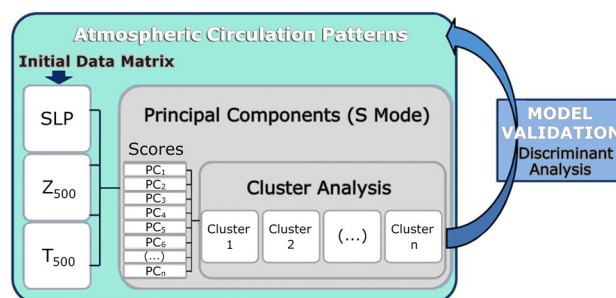 Atmospheric Circulation Patterns
Initial Data Matrix
SLP
Z500
T500
Principal Components (S Mode)
Scores
PC1
PC2
PC3
PC4
PC5
PC6
(...)
PCn
Cluster Analysis
Cluster
1
Cluster
2
(...)
Cluster
n
MODEL
VALIDATION
Discriminant
Analysis